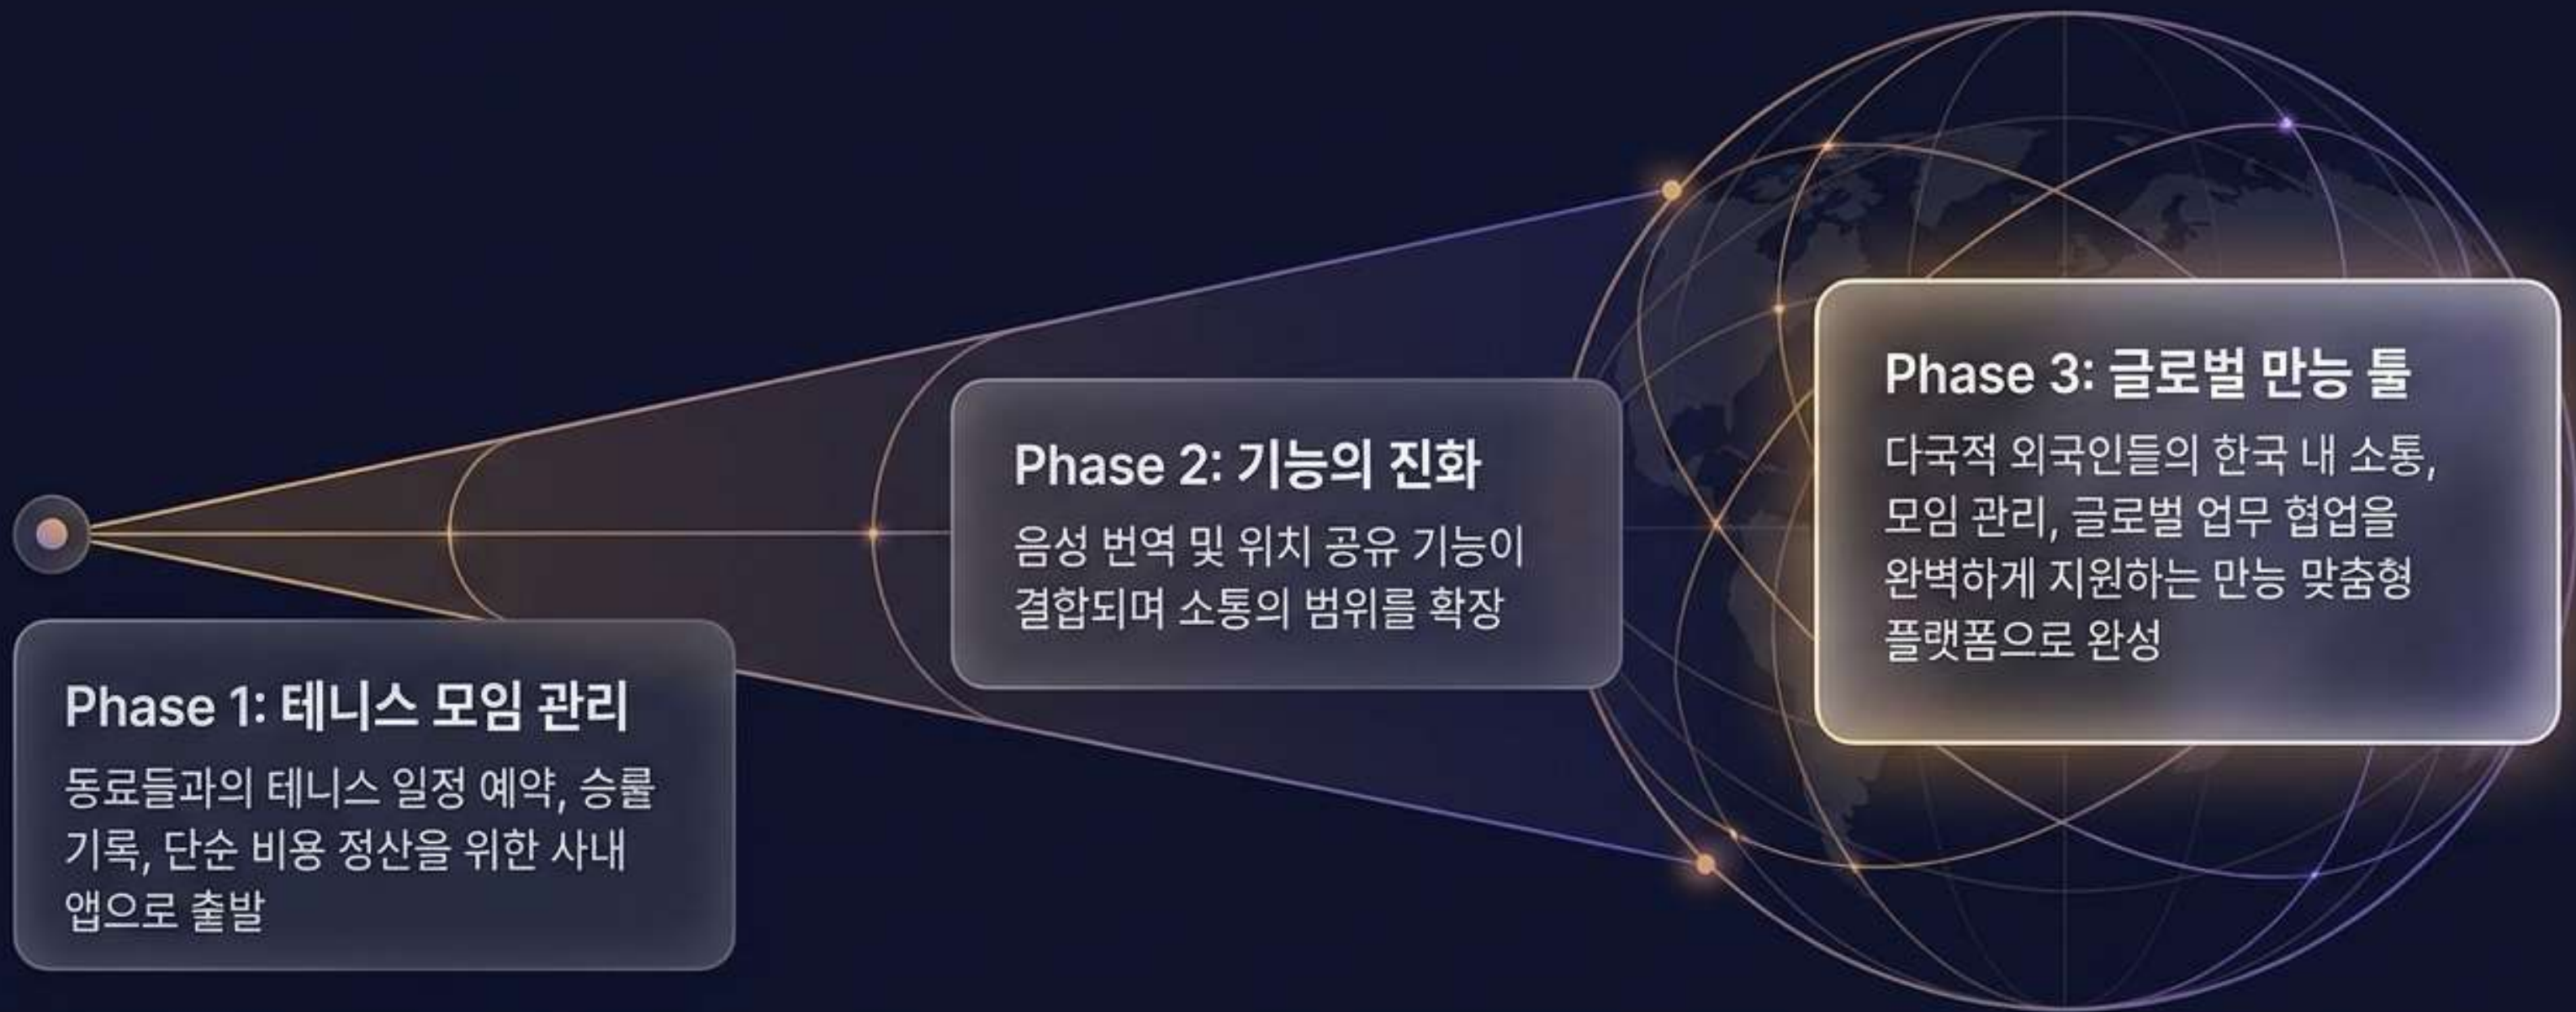 Phase 1: 테니스 모임 관리
동료들과의 테니스 일정 예약, 승률
기록, 단순 비용 정산을 위한 사내
앱으로 출발
Phase 2: 기능의 진화
음성 번역 및 위치 공유 기능이
결합되며 소통의 범위를 확장
Phase 3: 글로벌 만능 툴
다국적 외국인들의 한국 내 소통,
모임 관리, 글로벌 업무 협업을
완벽하게 지원하는 만능 맞춤형
플랫폼으로 완성